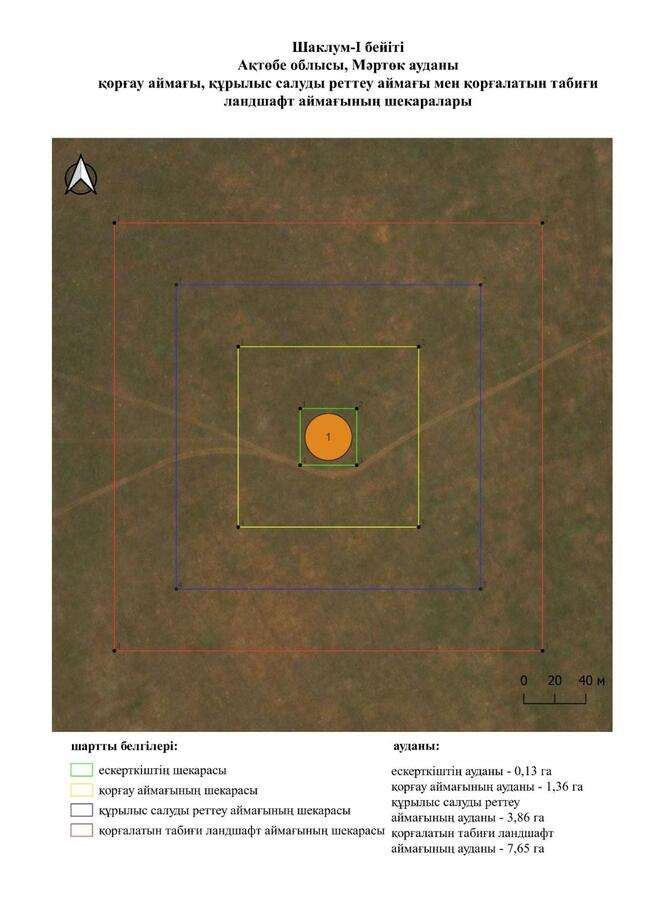 Шаклум-I бейіті
Ақтөбе облысы, Мәртөк ауданы
қорғау аймағы, құрылыс салуды реттеу аймағы мен қорғалатын табиғи
ландшафт аймағының шекаралары
1 2
1
0 20 40 м
шартты белгілері:
ескерткіштің шекарасы
қорғау аймағының шекарасы
құрылыс салуды реттеу аймағының шекарасы
қорғалатын табиғи ландшафт аймағының шекарасы
ауданы:
ескерткіштің ауданы - 0,13 га
қорғау аймағының ауданы - 1,36 га
құрылыс салуды реттеу
аймағының ауданы - 3,86 га
қорғалатын табиғи ландшафт
аймағының ауданы - 7,65 га